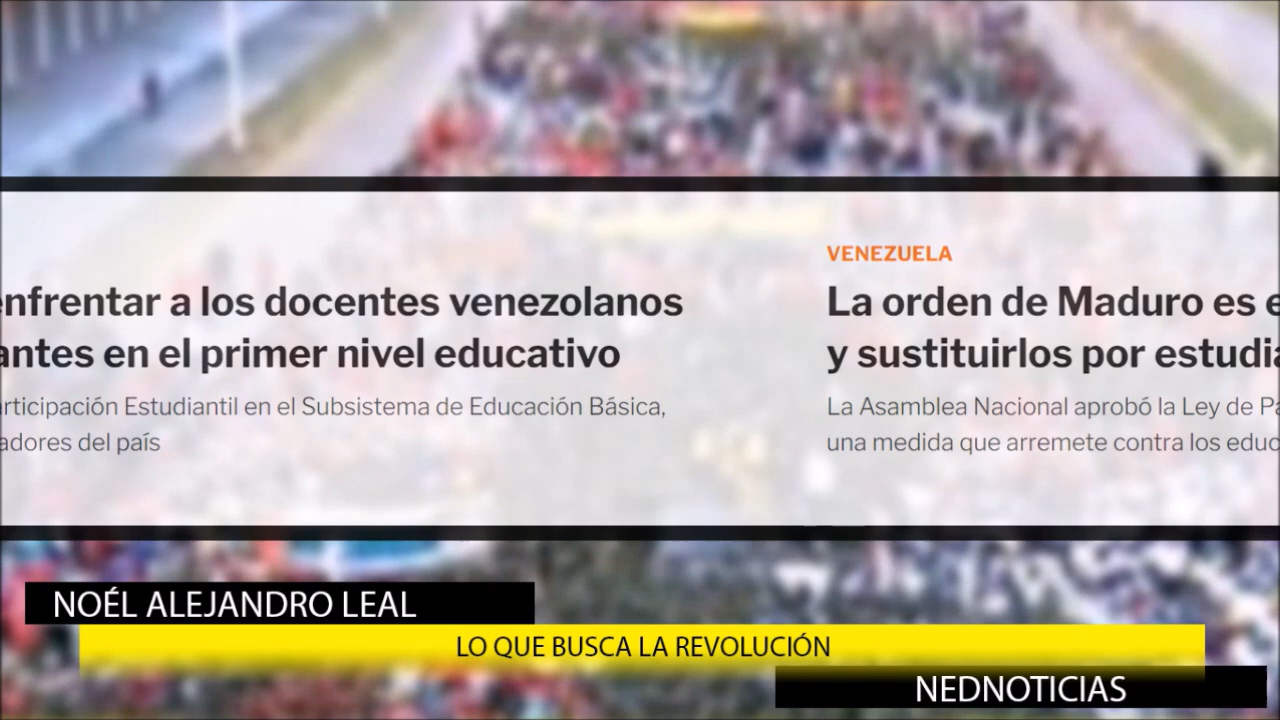 enfrentar a los docentes venezolanos
antes en el primer nivel educativo
articipación Estudiantil en el Subsistema de Educación Básica,
adores del país
VENEZUELA
La orden de Maduro es e
y sustituirlos por estudia
La Asamblea Nacional aprobó la Ley de Pa
una medida que arremete contra los educ
NOÉL ALEJANDRO LEAL
LO QUE BUSCA LA REVOLUCIÓN
NEDNOTICIAS